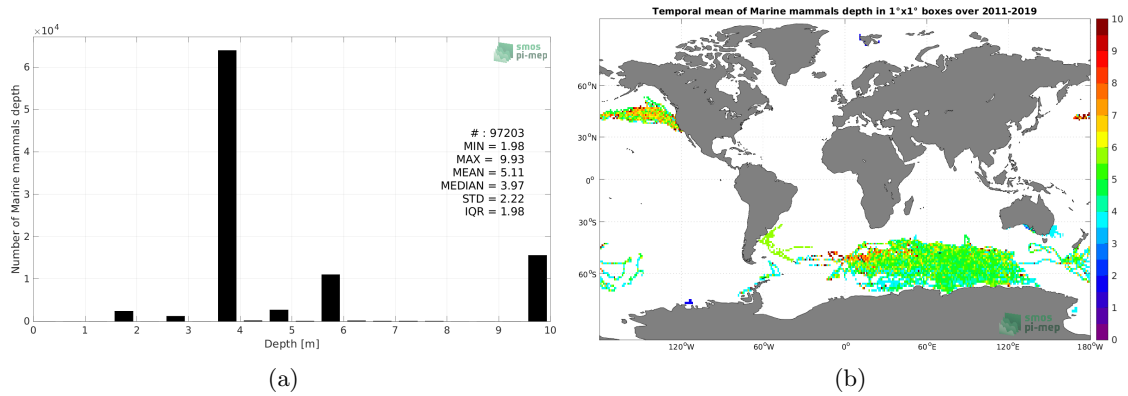 ×10⁴
6
5
4
3
2
1
0
0 1 2 3 4 5 6 7 8 9 10
Number of Marine mammals depth
Depth [m]
smos
pi-mep
# : 97203
MIN = 1.98
MAX = 9.93
MEAN = 5.11
MEDIAN = 3.97
STD = 2.22
IQR = 1.98
(a)
Temporal mean of Marine mammals depth in 1°x1° boxes over 2011-2019
60°N
30°N
0°
30°S
60°S
120°W 60°W 0° 60°E 120°E 180°W
smos
pi-mep
10
9
8
7
6
5
4
3
2
1
0
(b)